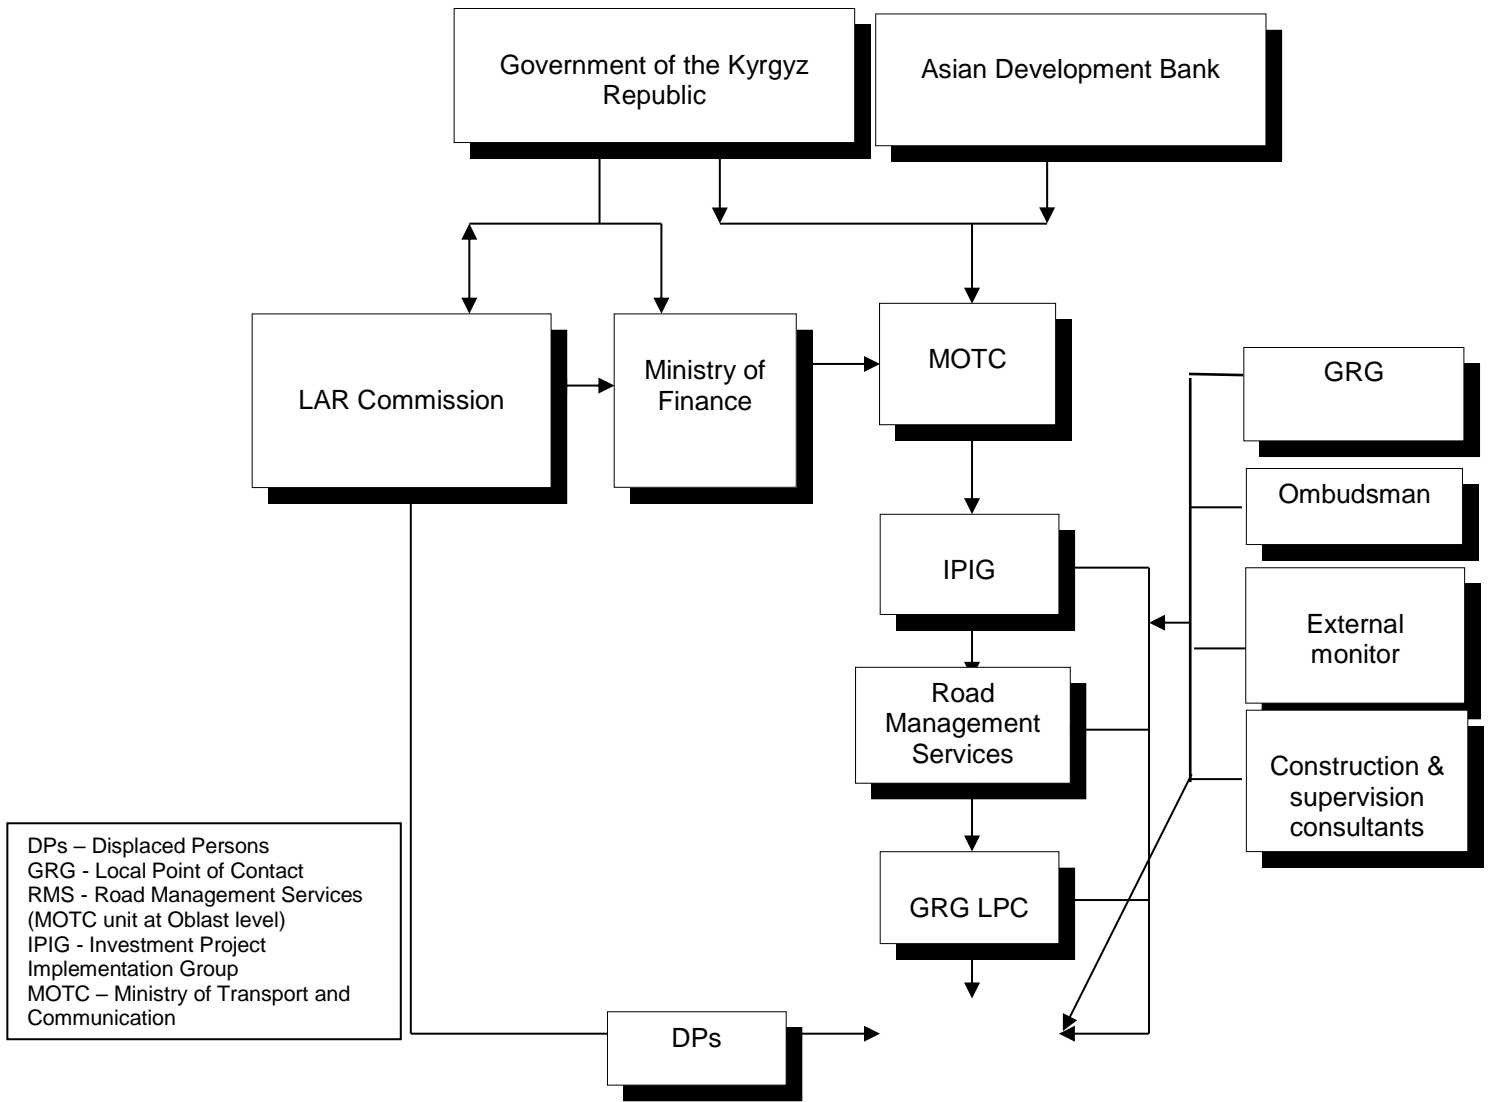 Government of the Kyrgyz
Republic
Asian Development Bank
LAR Commission
Ministry of
Finance
MOTC
GRG
Ombudsman
IPIG
External
monitor
Road
Management
Services
Construction &
supervision
consultants
GRG LPC
DPs – Displaced Persons
GRG - Local Point of Contact
RMS - Road Management Services
(MOTC unit at Oblast level)
IPIG - Investment Project
Implementation Group
MOTC – Ministry of Transport and
Communication
DPs